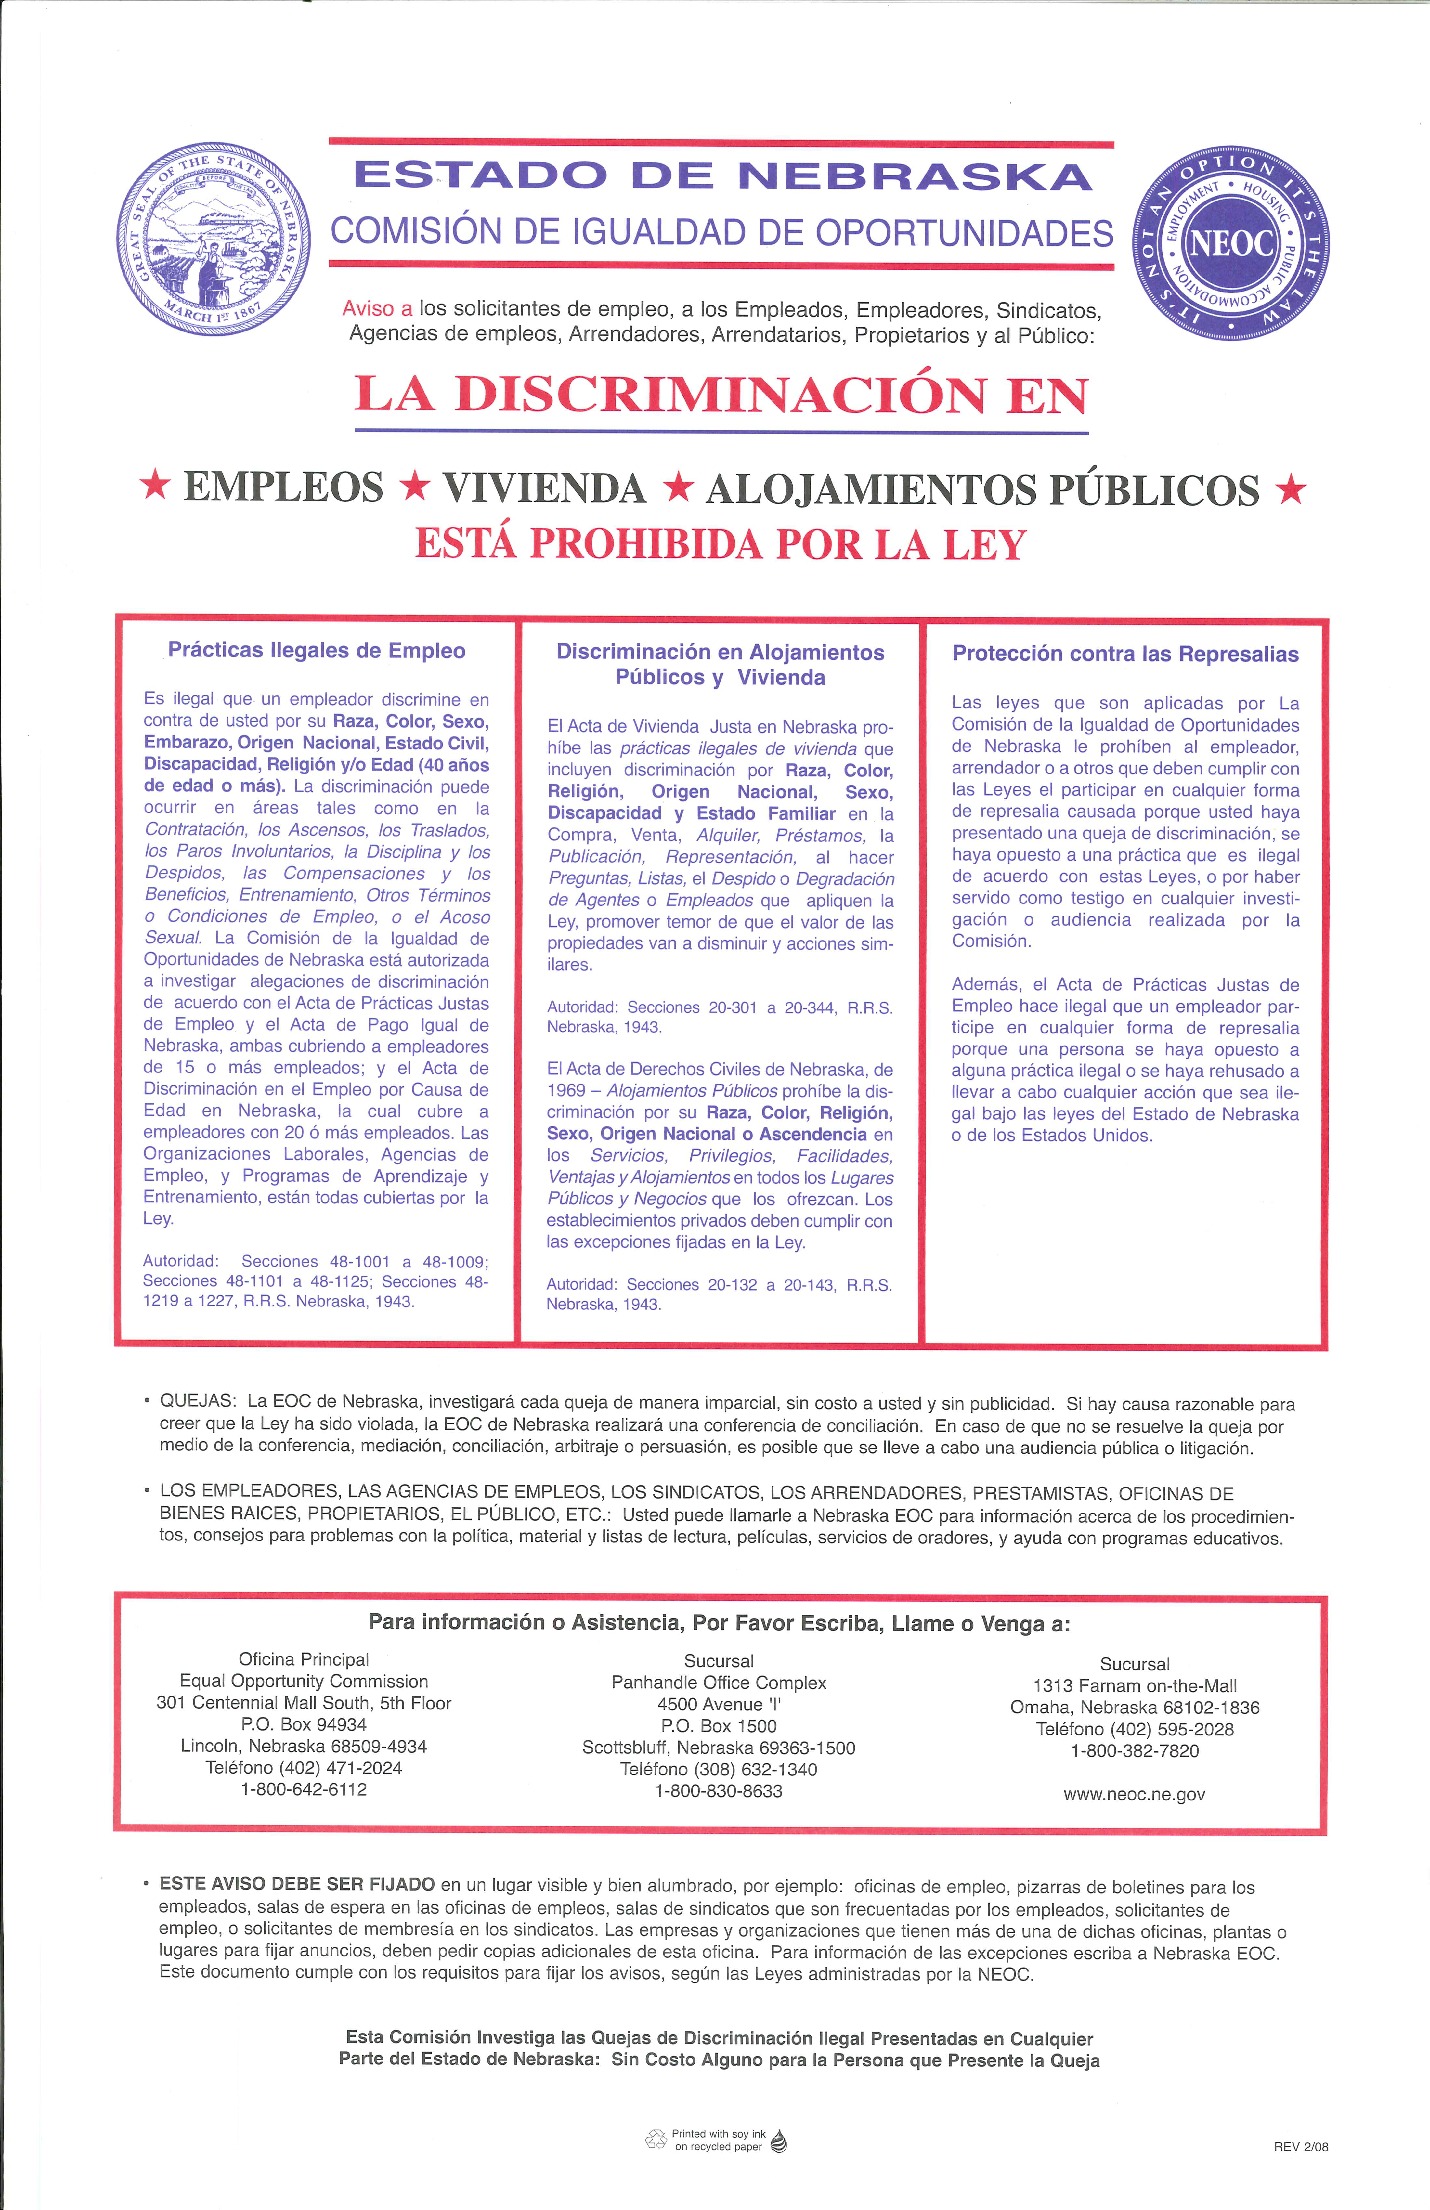 GREAT SEAL OF THE STATE OF NEBRASKA
MARCH 1ST 1867
ESTADO DE NEBRASKA
COMISIÓN DE IGUALDAD DE OPORTUNIDADES
IT'S NOT AN OPTION IT'S THE LAW
EMPLOYMENT • HOUSING • PUBLIC ACCOMMODATION
NEOC
Aviso a los solicitantes de empleo, a los Empleados, Empleadores, Sindicatos,
Agencias de empleos, Arrendadores, Arrendatarios, Propietarios y al Público:
LA DISCRIMINACIÓN EN
★ EMPLEOS ★ VIVIENDA ★ ALOJAMIENTOS PÚBLICOS ★
ESTÁ PROHIBIDA POR LA LEY
Prácticas Ilegales de Empleo
Es ilegal que un empleador discrimine en
contra de usted por su Raza, Color, Sexo,
Embarazo, Origen Nacional, Estado Civil,
Discapacidad, Religión y/o Edad (40 años
de edad o más). La discriminación puede
ocurrir en áreas tales como en la
Contratación, los Ascensos, los Traslados,
los Paros Involuntarios, la Disciplina y los
Despidos, las Compensaciones y los
Beneficios, Entrenamiento, Otros Términos
o Condiciones de Empleo, o el Acoso
Sexual. La Comisión de la Igualdad de
Oportunidades de Nebraska está autorizada
a investigar alegaciones de discriminación
de acuerdo con el Acta de Prácticas Justas
de Empleo y el Acta de Pago Igual de
Nebraska, ambas cubriendo a empleadores
de 15 o más empleados; y el Acta de
Discriminación en el Empleo por Causa de
Edad en Nebraska, la cual cubre a
empleadores con 20 ó más empleados. Las
Organizaciones Laborales, Agencias de
Empleo, y Programas de Aprendizaje y
Entrenamiento, están todas cubiertas por la
Ley.
Autoridad: Secciones 48-1001 a 48-1009;
Secciones 48-1101 a 48-1125; Secciones 48-
1219 a 1227, R.R.S. Nebraska, 1943.
Discriminación en Alojamientos
Públicos y Vivienda
El Acta de Vivienda Justa en Nebraska pro-
híbe las prácticas ilegales de vivienda que
incluyen discriminación por Raza, Color,
Religión, Origen Nacional, Sexo,
Discapacidad y Estado Familiar en la
Compra, Venta, Alquiler, Préstamos, la
Publicación, Representación, al hacer
Preguntas, Listas, el Despido o Degradación
de Agentes o Empleados que apliquen la
Ley, promover temor de que el valor de las
propiedades van a disminuir y acciones sim-
ilares.
Autoridad: Secciones 20-301 a 20-344, R.R.S.
Nebraska, 1943.
El Acta de Derechos Civiles de Nebraska, de
1969 – Alojamientos Públicos prohíbe la dis-
criminación por su Raza, Color, Religión,
Sexo, Origen Nacional o Ascendencia en
los Servicios, Privilegios, Facilidades,
Ventajas y Alojamientos en todos los Lugares
Públicos y Negocios que los ofrezcan. Los
establecimientos privados deben cumplir con
las excepciones fijadas en la Ley.
Autoridad: Secciones 20-132 a 20-143, R.R.S.
Nebraska, 1943.
Protección contra las Represalias
Las leyes que son aplicadas por La
Comisión de la Igualdad de Oportunidades
de Nebraska le prohíben al empleador,
arrendador o a otros que deben cumplir con
las Leyes el participar en cualquier forma
de represalia causada porque usted haya
presentado una queja de discriminación, se
haya opuesto a una práctica que es ilegal
de acuerdo con estas Leyes, o por haber
servido como testigo en cualquier investi-
gación o audiencia realizada por la
Comisión.
Además, el Acta de Prácticas Justas de
Empleo hace ilegal que un empleador par-
ticipe en cualquier forma de represalia
porque una persona se haya opuesto a
alguna práctica ilegal o se haya rehusado a
llevar a cabo cualquier acción que sea ile-
gal bajo las leyes del Estado de Nebraska
o de los Estados Unidos.
• QUEJAS: La EOC de Nebraska, investigará cada queja de manera imparcial, sin costo a usted y sin publicidad. Si hay causa razonable para
creer que la Ley ha sido violada, la EOC de Nebraska realizará una conferencia de conciliación. En caso de que no se resuelve la queja por
medio de la conferencia, mediación, conciliación, arbitraje o persuasión, es posible que se lleve a cabo una audiencia pública o litigación.
• LOS EMPLEADORES, LAS AGENCIAS DE EMPLEOS, LOS SINDICATOS, LOS ARRENDADORES, PRESTAMISTAS, OFICINAS DE
BIENES RAICES, PROPIETARIOS, EL PÚBLICO, ETC.: Usted puede llamarle a Nebraska EOC para información acerca de los procedimien-
tos, consejos para problemas con la política, material y listas de lectura, películas, servicios de oradores, y ayuda con programas educativos.
Para información o Asistencia, Por Favor Escriba, Llame o Venga a:
Oficina Principal
Equal Opportunity Commission
301 Centennial Mall South, 5th Floor
P.O. Box 94934
Lincoln, Nebraska 68509-4934
Teléfono (402) 471-2024
1-800-642-6112
Sucursal
Panhandle Office Complex
4500 Avenue 'I'
P.O. Box 1500
Scottsbluff, Nebraska 69363-1500
Teléfono (308) 632-1340
1-800-830-8633
Sucursal
1313 Farnam on-the-Mall
Omaha, Nebraska 68102-1836
Teléfono (402) 595-2028
1-800-382-7820
www.neoc.ne.gov
• ESTE AVISO DEBE SER FIJADO en un lugar visible y bien alumbrado, por ejemplo: oficinas de empleo, pizarras de boletines para los
empleados, salas de espera en las oficinas de empleos, salas de sindicatos que son frecuentadas por los empleados, solicitantes de
empleo, o solicitantes de membresía en los sindicatos. Las empresas y organizaciones que tienen más de una de dichas oficinas, plantas o
lugares para fijar anuncios, deben pedir copias adicionales de esta oficina. Para información de las excepciones escriba a Nebraska EOC.
Este documento cumple con los requisitos para fijar los avisos, según las Leyes administradas por la NEOC.
Esta Comisión Investiga las Quejas de Discriminación Ilegal Presentadas en Cualquier
Parte del Estado de Nebraska: Sin Costo Alguno para la Persona que Presente la Queja
Printed with soy ink
on recycled paper
REV 2/08